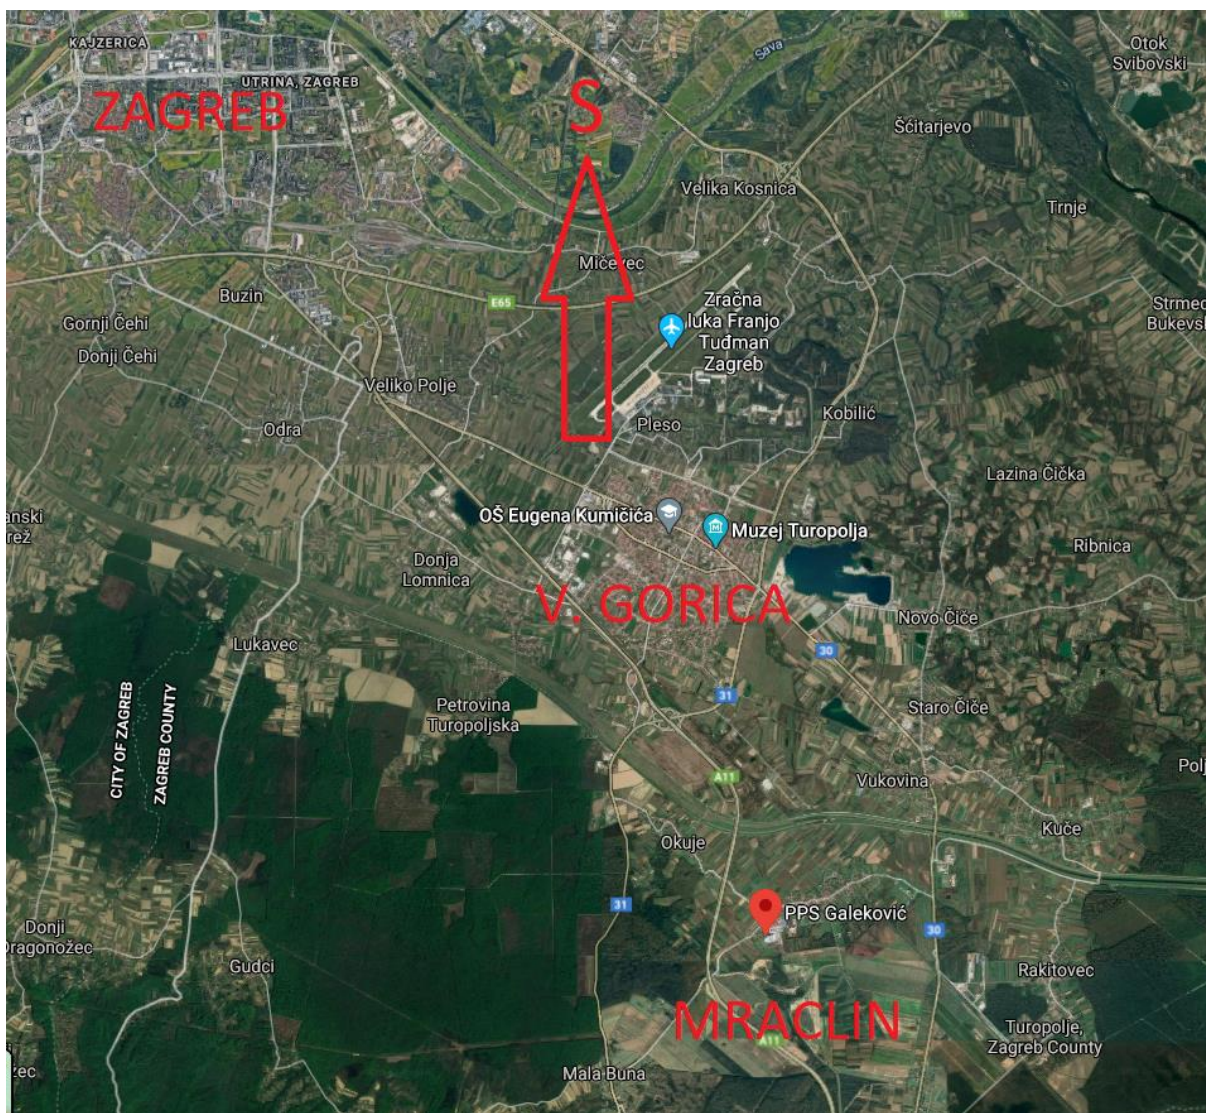 E65
KAJZERICA
Otok
Svibovski
Sava
UTRINA, ZAGREB
ZAGREB
S
Šćitarjevo
Velika Kosnica
Trnje
Mičevec
Buzin
E65
Zračna
luka Franjo
Tuđman
Zagreb
Strmec
Gornji Čehi
Donji Čehi
Veliko Polje
Kobilić
Pleso
Odra
Lazina Čička
OŠ Eugena Kumičića
Muzej Turopolja
Ribnica
Donja
Lomnica
V. GORICA
Novo Čiče
Lukavec
30
CITY OF ZAGREB
ZAGREB COUNTY
31
Petrovina
Turopoljska
Staro Čiče
A11
Vukovina
Kuče
Okuje
31
PPS Galeković
30
Donji
Dragonožec
Gudci
Rakitovec
MRACLIN
Turopolje,
Zagreb County
A11
Mala Buna